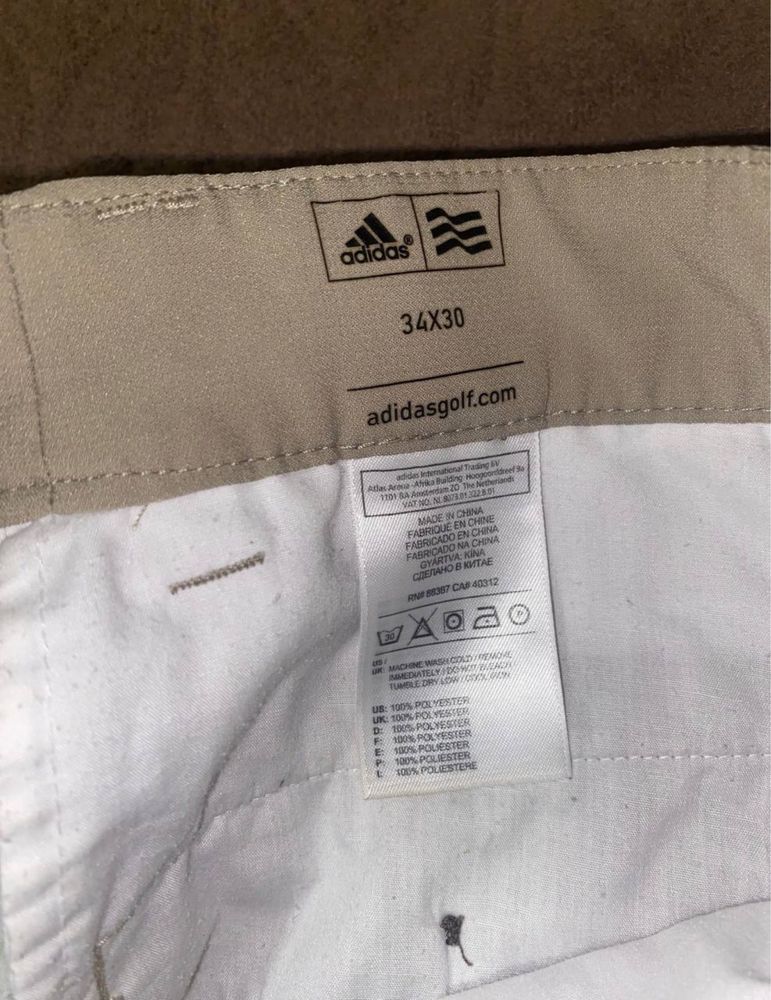 adidas®
34X30
adidasgolf.com
adidas International Trading BV
Atlas Arena -Afrika Building Hoogoorddreef 9a
1101 BA Amsterdam ZO The Netherlands
VAT NO. NL 8073.01.322.B.01
MADE IN CHINA
FABRIQUE EN CHINE
FABRICADO EN CHINA
FABRICADO NA CHINA
GYÁRTVA: KÍNA
СДЕЛАНО В КИТАЕ
RN# 88387 CA# 40312
30
P
US /
UK: MACHINE WASH COLD / REMOVE
IMMEDIATELY / DO NOT BLEACH
TUMBLE DRY LOW / COOL IRON
US: 100% POLYESTER
UK: 100% POLYESTER
D: 100% POLYESTER
F: 100% POLYESTER
E: 100% POLIESTER
P: 100% POLIESTER
I: 100% POLIESTERE